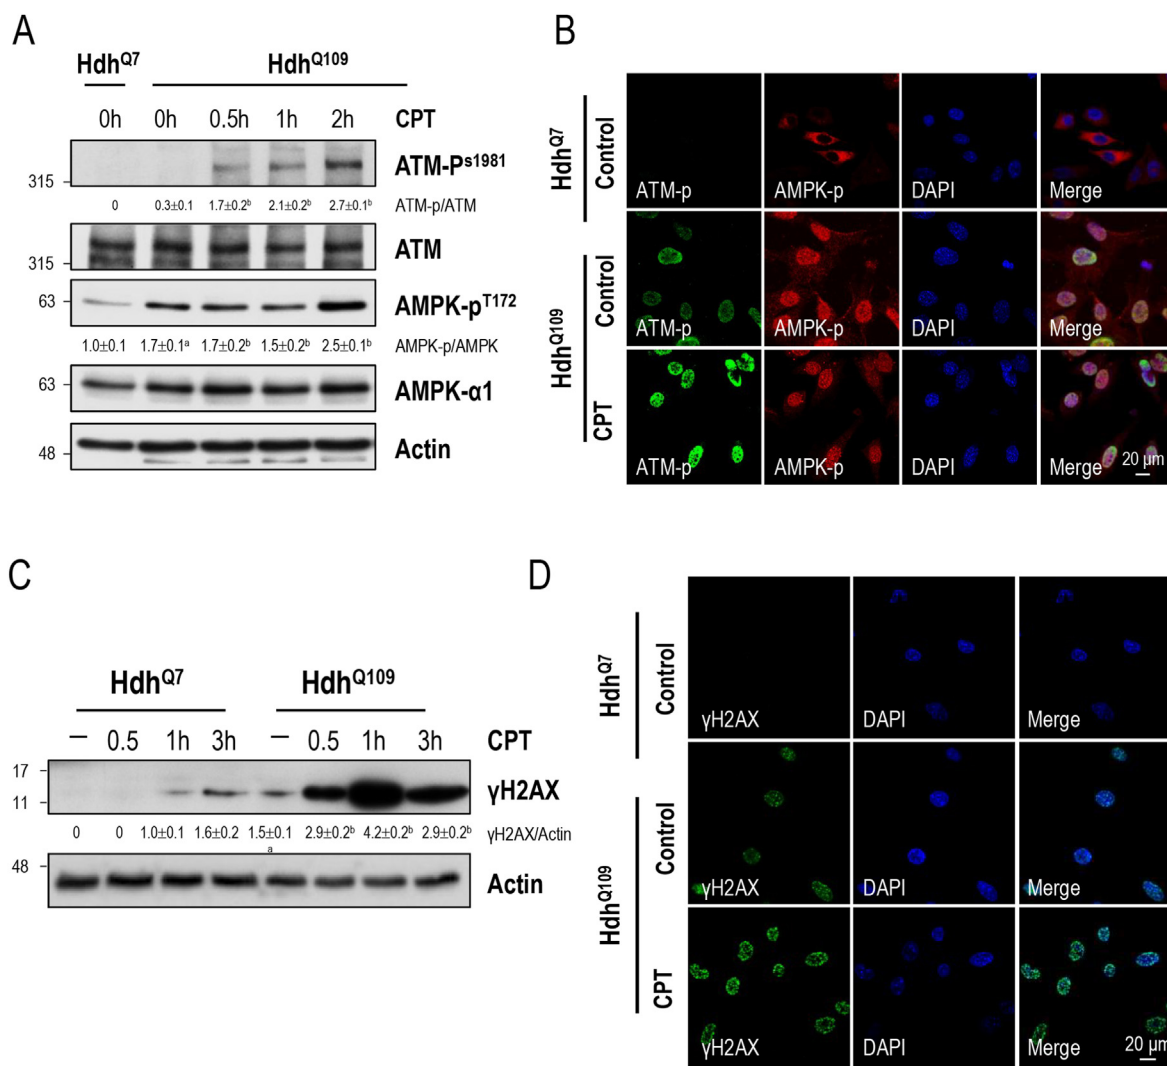 A
Hdh^Q7 Hdh^Q109
0h 0h 0.5h 1h 2h CPT
ATM-P^s1981
315
0 0.3±0.1 1.7±0.2^b 2.1±0.2^b 2.7±0.1^b ATM-p/ATM
ATM
315
63 AMPK-p^T172
1.0±0.1 1.7±0.1^a 1.7±0.2^b 1.5±0.2^b 2.5±0.1^b AMPK-p/AMPK
63 AMPK-α1
48 Actin
B
Hdh^Q7
Control
ATM-p AMPK-p DAPI Merge
Hdh^Q109
Control
ATM-p AMPK-p DAPI Merge
CPT
20 µm
ATM-p AMPK-p DAPI Merge
C
Hdh^Q7 Hdh^Q109
– 0.5 1h 3h – 0.5 1h 3h CPT
17
γH2AX
11
0 0 1.0±0.1 1.6±0.2 1.5±0.1 2.9±0.2^b 4.2±0.2^b 2.9±0.2^b γH2AX/Actin
a
48
Actin
D
Hdh^Q7
Control
γH2AX DAPI Merge
Hdh^Q109
Control
γH2AX DAPI Merge
CPT
20 µm
γH2AX DAPI Merge